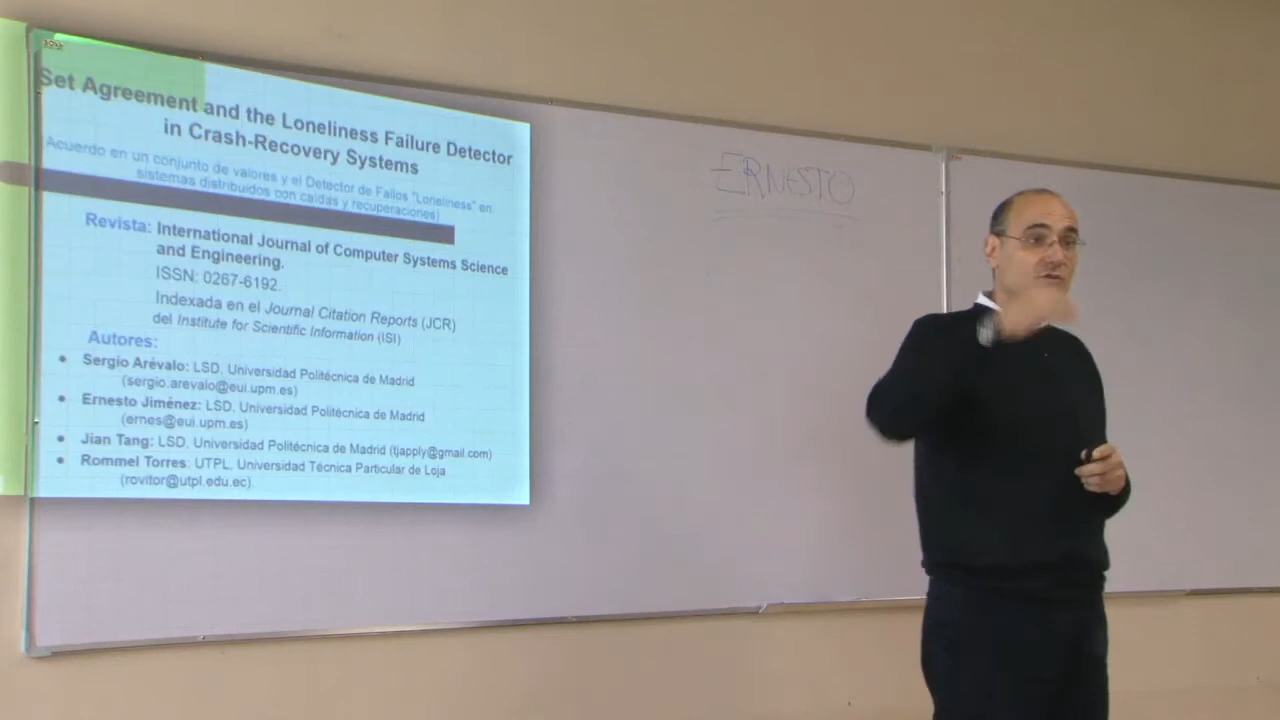 Set Agreement and the Loneliness Failure Detector
in Crash-Recovery Systems
Acuerdo en un conjunto de valores y el Detector de Fallos "Loneliness" en
sistemas distribuidos con caídas y recuperaciones)
Revista: International Journal of Computer Systems Science
and Engineering.
ISSN: 0267-6192.
Indexada en el Journal Citation Reports (JCR)
del Institute for Scientific Information (ISI)
Autores:
• Sergio Arévalo: LSD, Universidad Politécnica de Madrid
(sergio.arevalo@eui.upm.es)
• Ernesto Jiménez: LSD, Universidad Politécnica de Madrid
(ernes@eui.upm.es)
• Jian Tang: LSD, Universidad Politécnica de Madrid (tjapply@gmail.com)
• Rommel Torres: UTPL, Universidad Técnica Particular de Loja
(rovitor@utpl.edu.ec).
ERNESTO